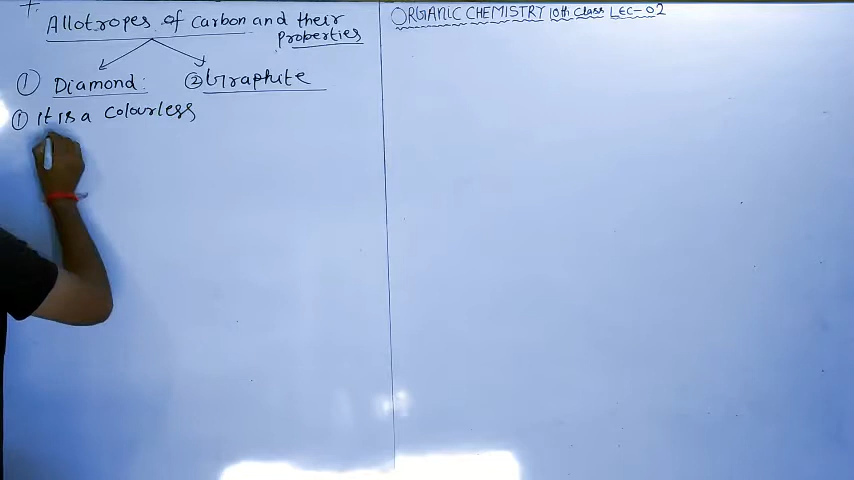 Allotropes of Carbon and their
Properties
① Diamond:
② Graphite
① It is a Colourless
ORGANIC CHEMISTRY 10th Class LEC-02